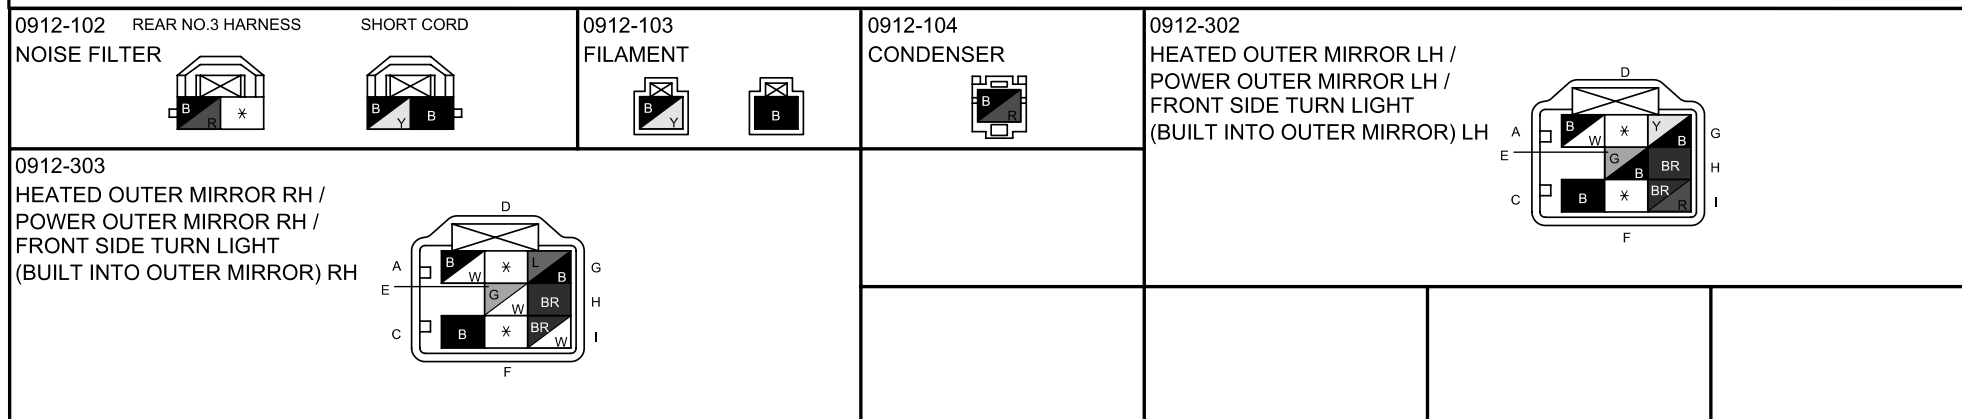 0912-102 REAR NO.3 HARNESS SHORT CORD
NOISE FILTER
B R *
B Y B
0912-103
FILAMENT
B Y
B
0912-104
CONDENSER
B R
0912-302
HEATED OUTER MIRROR LH /
POWER OUTER MIRROR LH /
FRONT SIDE TURN LIGHT
(BUILT INTO OUTER MIRROR) LH
D
A B W * Y B G
E G B BR H
C B * BR R I
F
0912-303
HEATED OUTER MIRROR RH /
POWER OUTER MIRROR RH /
FRONT SIDE TURN LIGHT
(BUILT INTO OUTER MIRROR) RH
D
A B W * L B G
E G W BR H
C B * BR W I
F